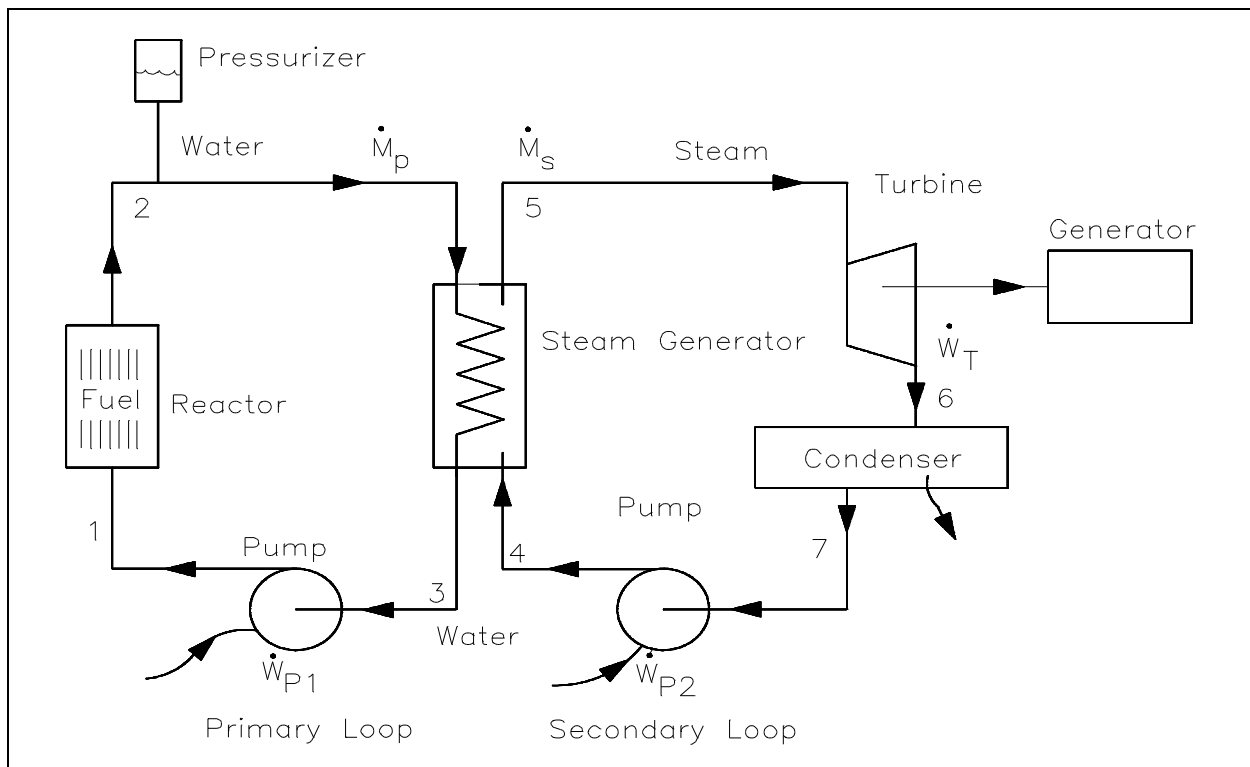 Pressurizer
Water
Ṁp
Ṁs
Steam
2
5
Turbine
Generator
Steam Generator
ẆT
Fuel
Reactor
6
Condenser
Pump
1
Pump
4
7
3
Water
ẆP1
ẆP2
Primary Loop
Secondary Loop